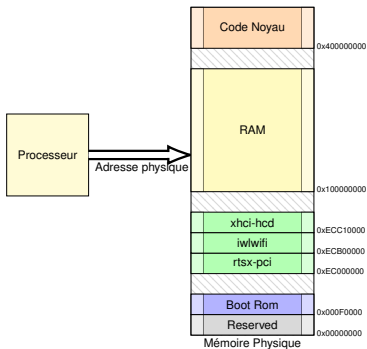 Code Noyau
0x400000000
RAM
Processeur
Adresse physique
0x100000000
xhci-hcd
0xECC10000
iwlwifi
0xECB00000
rtsx-pci
0xEC000000
Boot Rom
0x000F0000
Reserved
0x00000000
Mémoire Physique